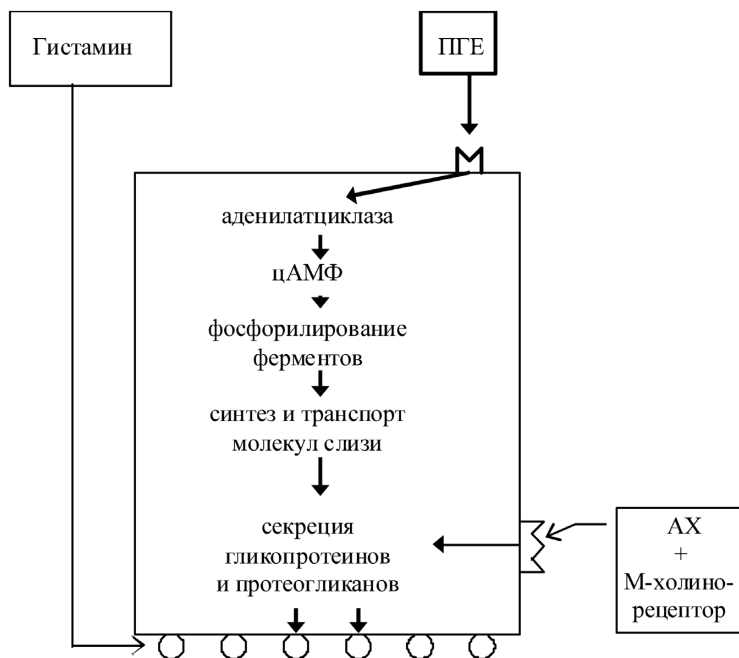 Гистамин
ПГЕ
аденилатциклаза
цАМФ
фосфорилирование
ферментов
синтез и транспорт
молекул слизи
секреция
гликопротеинов
и протеогликанов
АХ
+
М-холино-
рецептор